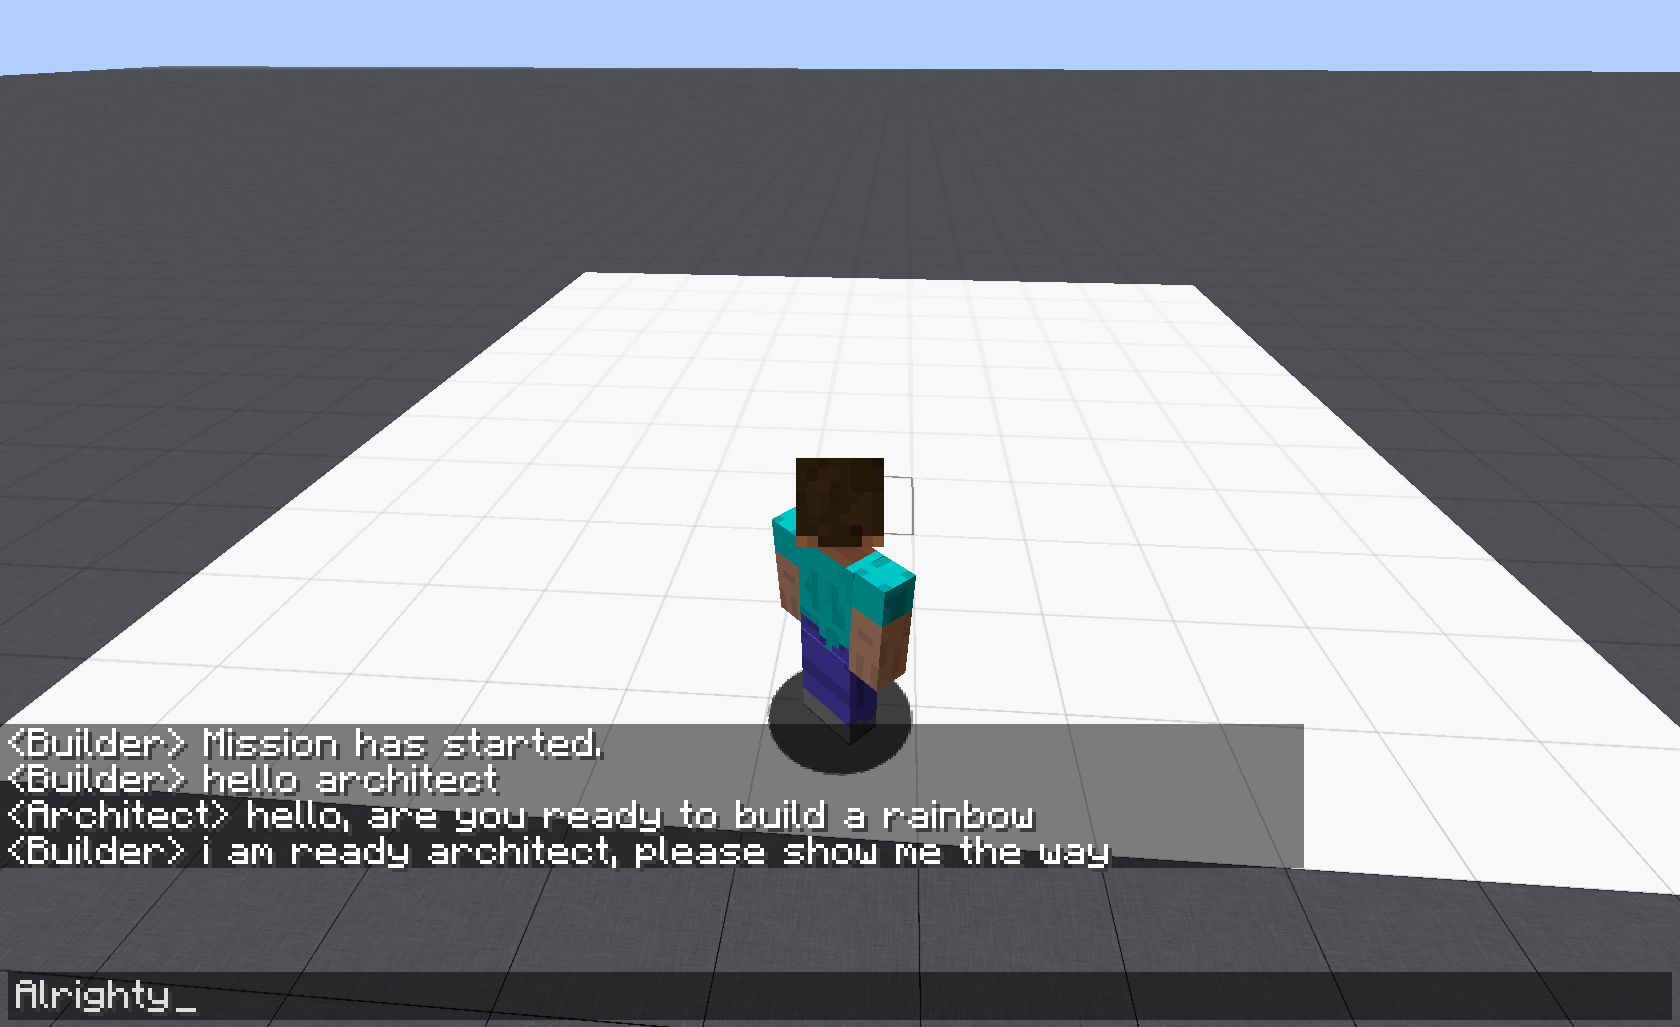 <Builder> Mission has started.
<Builder> hello architect
<Architect> hello, are you ready to build a rainbow
<Builder> i am ready architect, please show me the way
Alrighty_